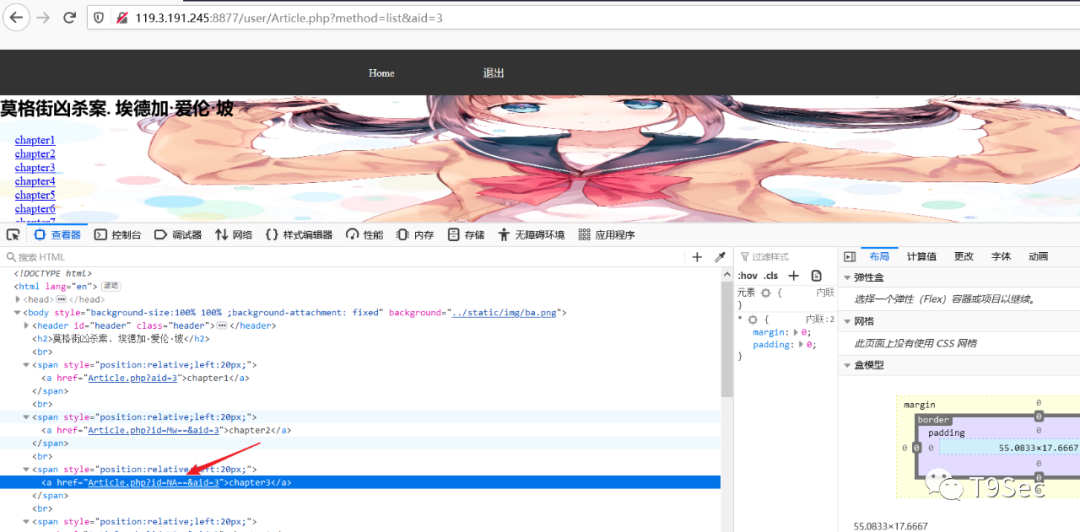 119.3.191.245:8877/user/Article.php?method=list&aid=3
Home 退出
莫格街凶杀案. 埃德加·爱伦·坡
chapter1
chapter2
chapter3
chapter4
chapter5
chapter6
chapter7
查看器 控制台 调试器 网络 {} 样式编辑器 性能 内存 存储 无障碍环境 应用程序
搜索 HTML
<!DOCTYPE html>
<html lang="en"> 滚动
<head> ••• </head>
<body style="background-size:100% 100% ;background-attachment: fixed" background="../static/img/ba.png">
<header id="header" class="header"> ••• </header>
<h2>莫格街凶杀案. 埃德加·爱伦·坡</h2>
<br>
<span style="position:relative;left:20px;">
<a href="Article.php?aid=3">chapter1</a>
</span>
<br>
<span style="position:relative;left:20px;">
<a href="Article.php?id=Mw==&aid=3">chapter2</a>
</span>
<br>
<span style="position:relative;left:20px;">
<a href="Article.php?id=NA==&aid=3">chapter3</a>
</span>
<br>
<span style="position:relative;left:20px;">
过滤样式
:hov .cls +
元素 { 内联
}
* { 内联:2
margin: 0;
padding: 0;
}
布局 计算值 更改 字体 动画
弹性盒
选择一个弹性（Flex）容器或项目以继续。
网格
此页面上没有使用 CSS 网格
盒模型
margin 0
border 0
padding 0
0 0 0 55.0833×17.6667
0
0
0
55.0833×17.6667
T9Sec